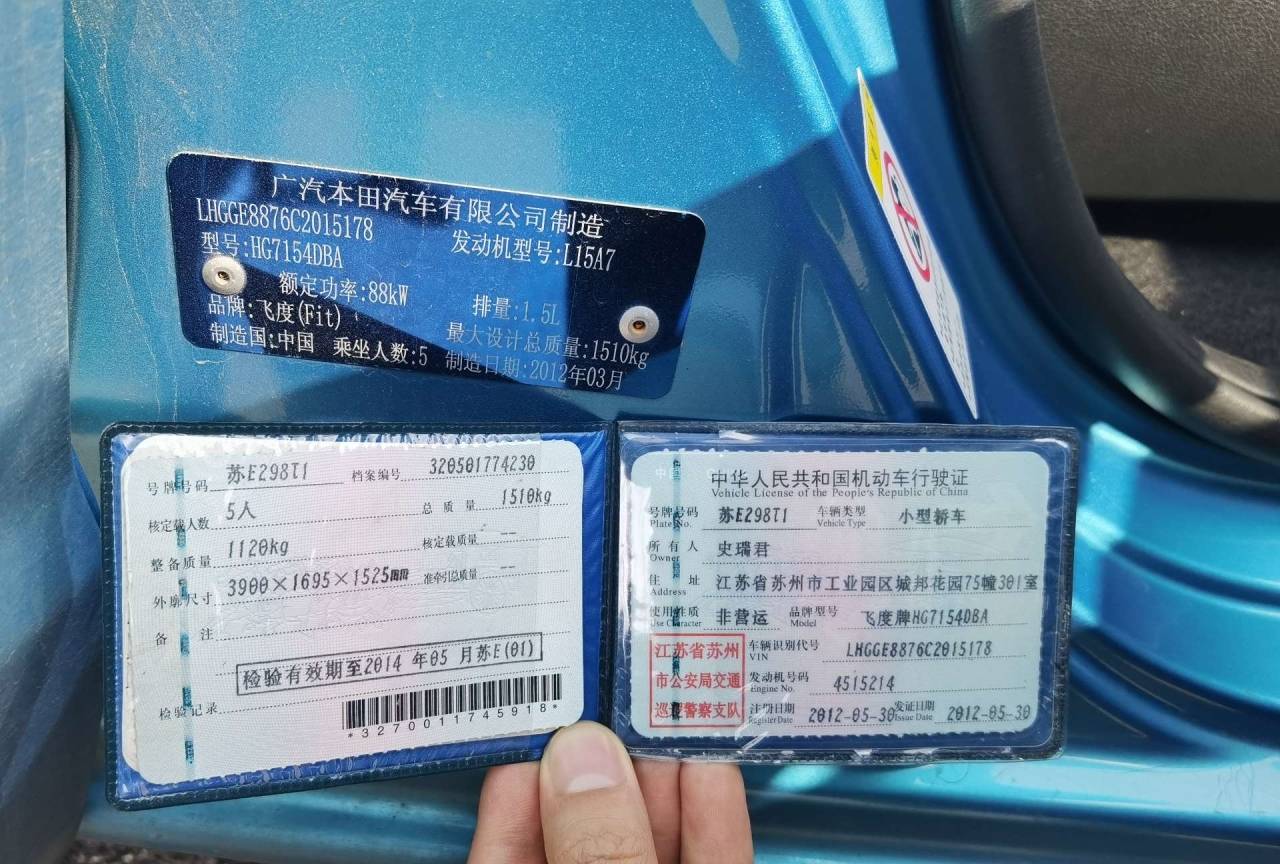 广汽本田汽车有限公司制造
LHGGE8876C2015178
型号:HG7154DBA 发动机型号:L15A7
额定功率:88kW 排量:1.5L
品牌:飞度(Fit) 最大设计总质量:1510kg
制造国:中国 乘坐人数:5 制造日期:2012年03月
号牌号码 苏E298T1 档案编号 320501774230
核定载人数 5人 总质量 1510kg
整备质量 1120kg 核定载质量 --
外廓尺寸 3900×1695×1525 准牵引总质量 --
备注
检验有效期至2014年05月苏E(01)
检验记录
*3270011745918*
中华人民共和国机动车行驶证
Vehicle License of the People's Republic of China
号牌号码 苏E298T1 车辆类型 小型轿车
Plate No. Vehicle Type
所有人 史瑞君
Owner
住址 江苏省苏州市工业园区城邦花园75幢301室
Address
使用性质 非营运 品牌型号 飞度牌HG7154DBA
Use Character Model
江苏省苏州
市公安局交通
巡逻警察支队
车辆识别代号 LHGGE8876C2015178
VIN
发动机号码 4515214
Engine No.
注册日期 2012-05-30 发证日期 2012-05-30
Register Date Issue Date